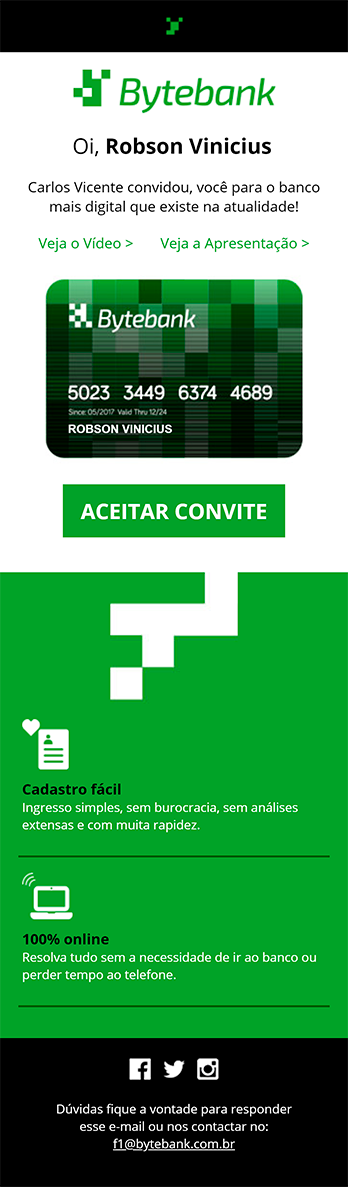 Bytebank
Oi, Robson Vinicius
Carlos Vicente convidou, você para o banco
mais digital que existe na atualidade!
Veja o Vídeo > Veja a Apresentação >
Bytebank
5023 3449 6374 4689
Since: 05/2017 Valid Thru 12/24
ROBSON VINICIUS
ACEITAR CONVITE
Cadastro fácil
Ingresso simples, sem burocracia, sem análises
extensas e com muita rapidez.
100% online
Resolva tudo sem a necessidade de ir ao banco ou
perder tempo ao telefone.
Dúvidas fique a vontade para responder
esse e-mail ou nos contactar no:
f1@bytebank.com.br